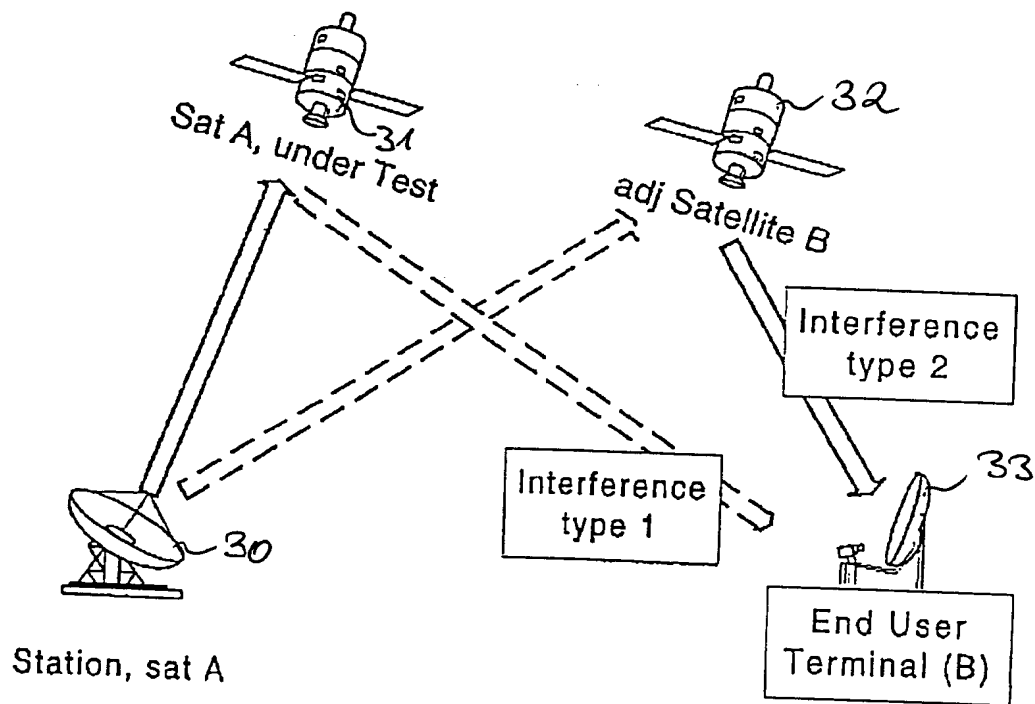 32
31
Sat A, under Test
adj Satellite B
Interference
type 2
33
Interference
type 1
30
End User
Terminal (B)
Station, sat A